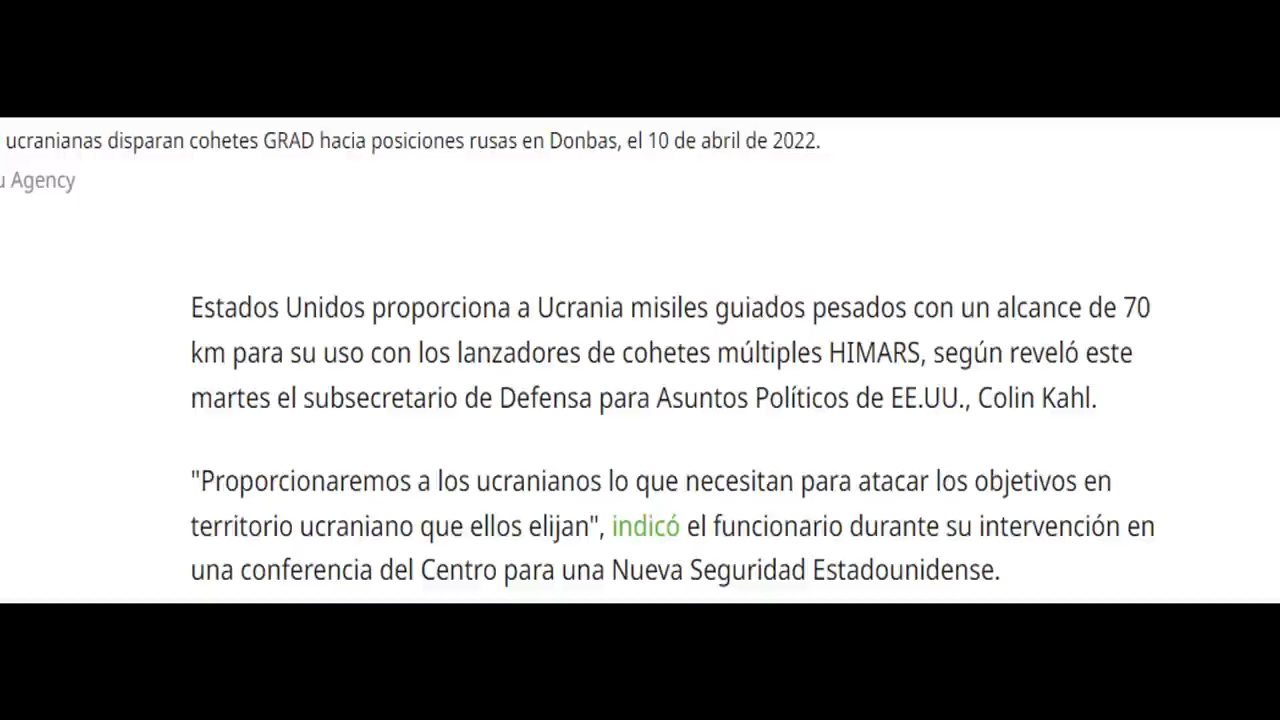 ucranianas disparan cohetes GRAD hacia posiciones rusas en Donbas, el 10 de abril de 2022.
Agency
Estados Unidos proporciona a Ucrania misiles guiados pesados con un alcance de 70
km para su uso con los lanzadores de cohetes múltiples HIMARS, según reveló este
martes el subsecretario de Defensa para Asuntos Políticos de EE.UU., Colin Kahl.
"Proporcionaremos a los ucranianos lo que necesitan para atacar los objetivos en
territorio ucraniano que ellos elijan", indicó el funcionario durante su intervención en
una conferencia del Centro para una Nueva Seguridad Estadounidense.